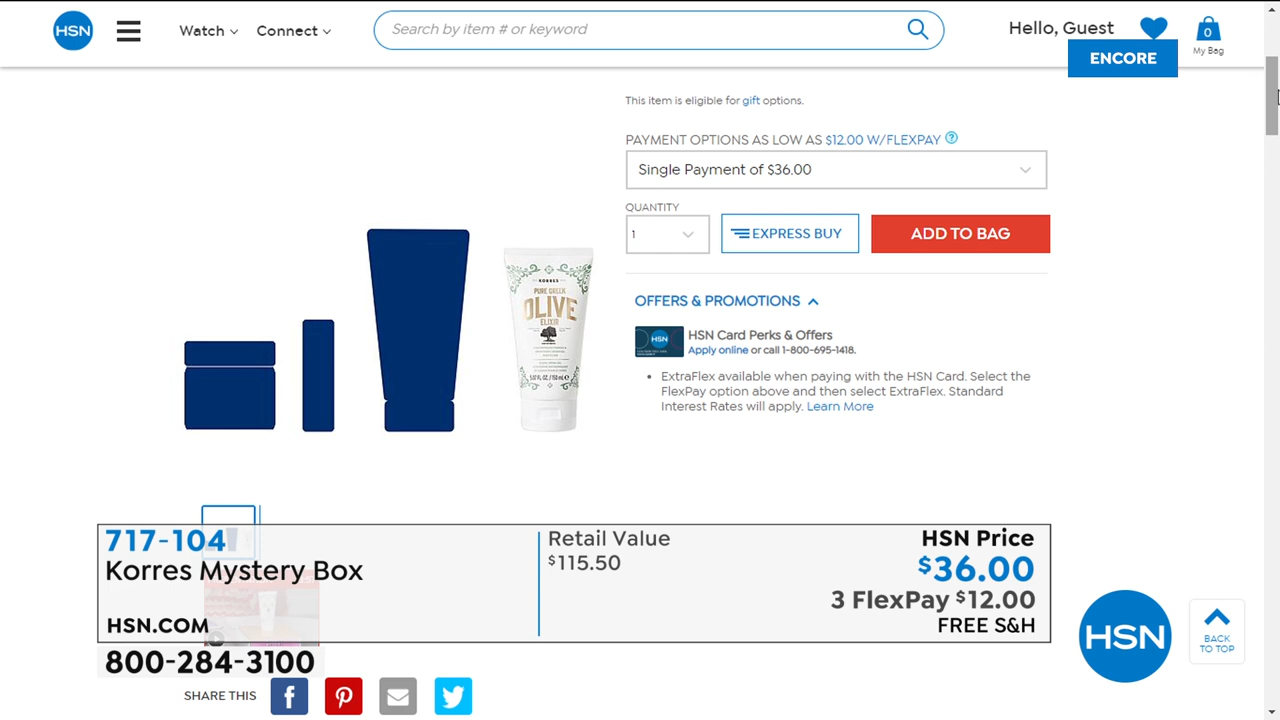 HSN
Watch
Connect
Search by item # or keyword
Hello, Guest
0
My Bag
ENCORE
This item is eligible for gift options.
PAYMENT OPTIONS AS LOW AS $12.00 W/FLEXPAY ?
Single Payment of $36.00
QUANTITY
1
EXPRESS BUY
ADD TO BAG
OFFERS & PROMOTIONS
HSN
HSN Card Perks & Offers
Apply online or call 1-800-695-1418.
• ExtraFlex available when paying with the HSN Card. Select the
FlexPay option above and then select ExtraFlex. Standard
Interest Rates will apply. Learn More
KORRES
PURE GREEK
OLIVE
ELIXIR
717-104
Korres Mystery Box
HSN.COM
800-284-3100
Retail Value
$115.50
HSN Price
$36.00
3 FlexPay $12.00
FREE S&H
HSN
BACK
TO TOP
SHARE THIS